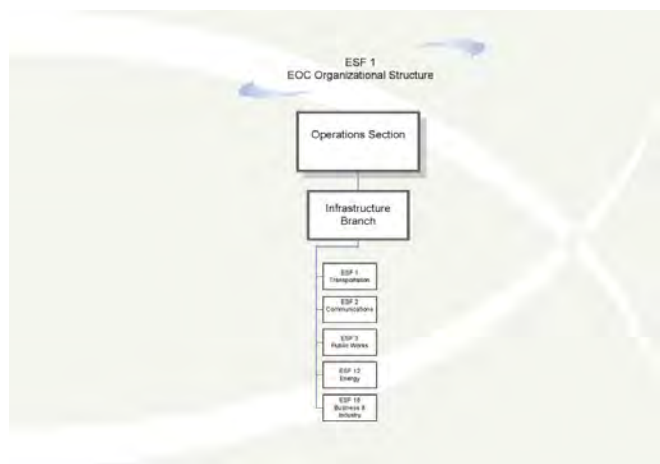 ESF 1
EOC Organizational Structure
Operations Section
Infrastructure
Branch
ESF 1
Transportation
ESF 2
Communications
ESF 3
Public Works
ESF 12
Energy
ESF 18
Business &
Industry